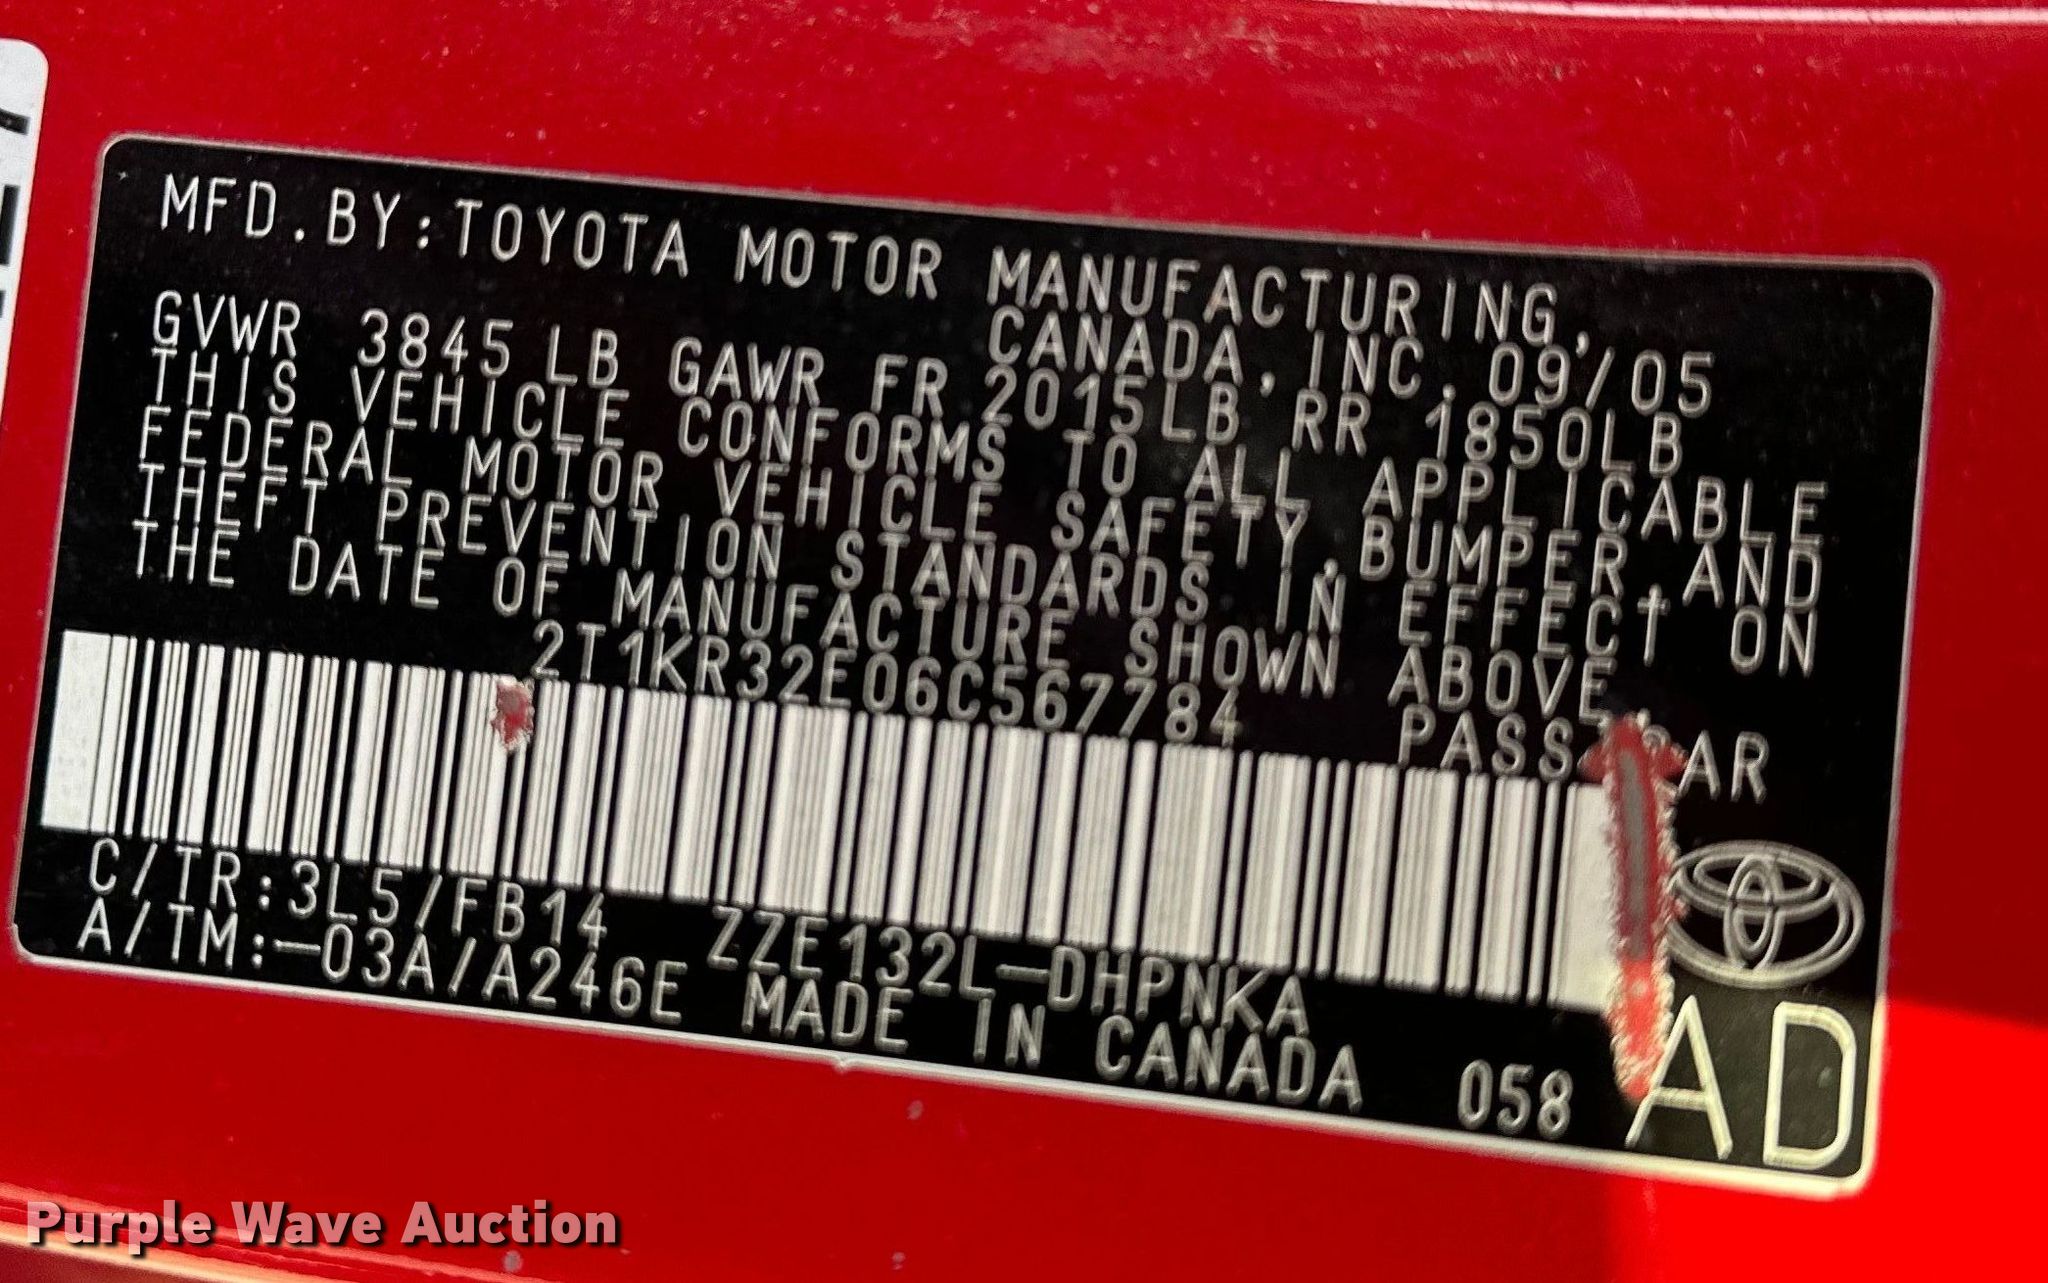 MFD.BY:TOYOTA MOTOR MANUFACTURING,
CANADA,INC. 09/05
GVWR 3845 LB GAWR FR 2015LB RR 1850LB
THIS VEHICLE CONFORMS TO ALL APPLICABLE
FEDERAL MOTOR VEHICLE SAFETY,BUMPER,AND
THEFT PREVENTION STANDARDS IN EFFECT ON
THE DATE OF MANUFACTURE SHOWN ABOVE.
2T1KR32E06C567784 PASS AR
C/TR:3L5/FB14 ZZE132L-DHPNKA
A/TM:-03A/A246E MADE IN CANADA 058
AD
Purple Wave Auction